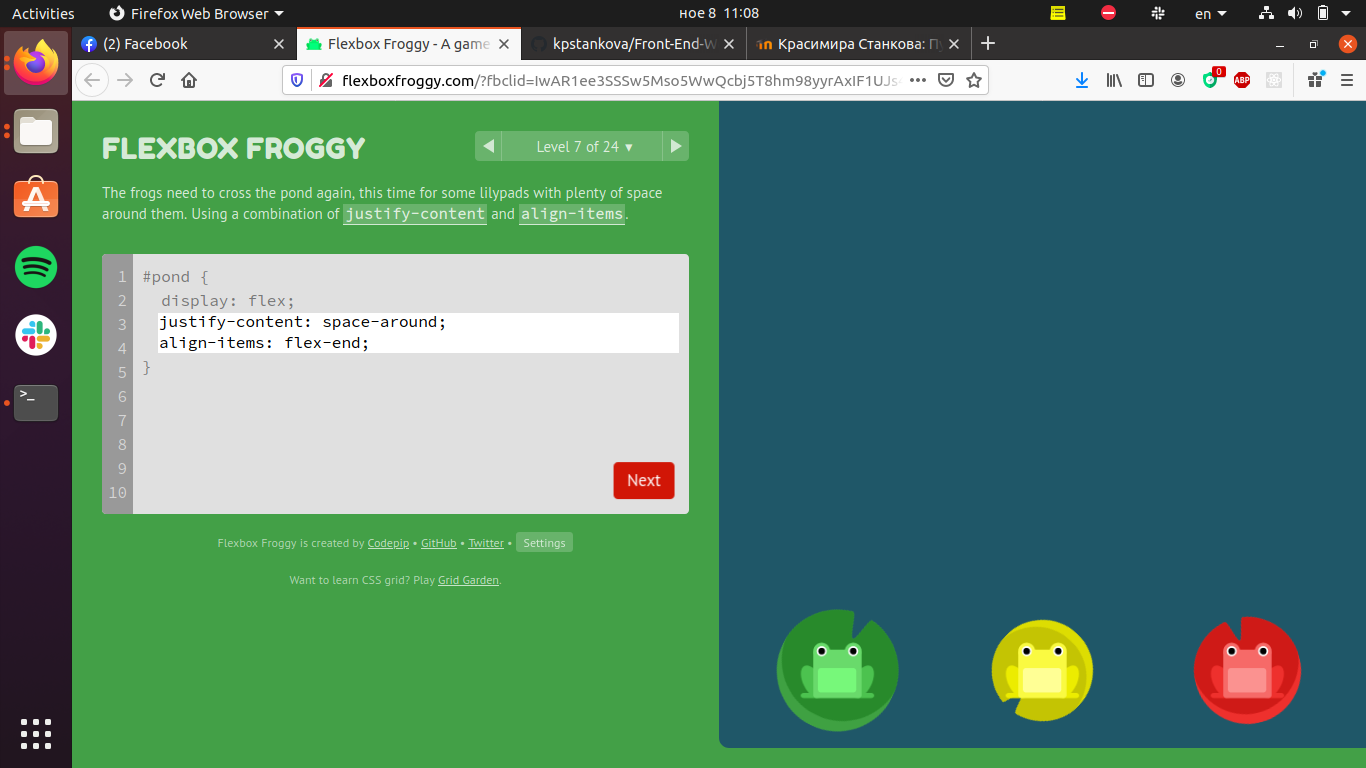 Activities
Firefox Web Browser
ное 8 11:08
en
(2) Facebook
Flexbox Froggy - A game
kpstankova/Front-End-W
Красимира Станкова: П
flexboxfroggy.com/?fbclid=IwAR1ee3SSSw5Mso5WwQcbj5T8hm98yyrAxIF1UJs
0
ABP
FLEXBOX FROGGY
Level 7 of 24 ▾
The frogs need to cross the pond again, this time for some lilypads with plenty of space
around them. Using a combination of justify-content and align-items.
1 #pond {
2 display: flex;
3 justify-content: space-around;
4 align-items: flex-end;
5 }
6
7
8
9
10
Next
Flexbox Froggy is created by Codepip • GitHub • Twitter • Settings
Want to learn CSS grid? Play Grid Garden.
>_